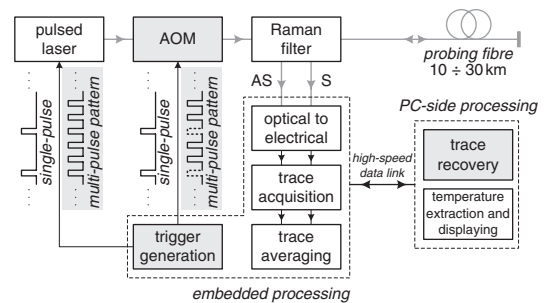 pulsed
laser
AOM
Raman
filter
probing fibre
10 ÷ 30 km
AS
S
single-pulse
multi-pulse pattern
single-pulse
multi-pulse pattern
optical to
electrical
trace
acquisition
trace
averaging
trigger
generation
embedded processing
high-speed
data link
PC-side processing
trace
recovery
temperature
extraction and
displaying